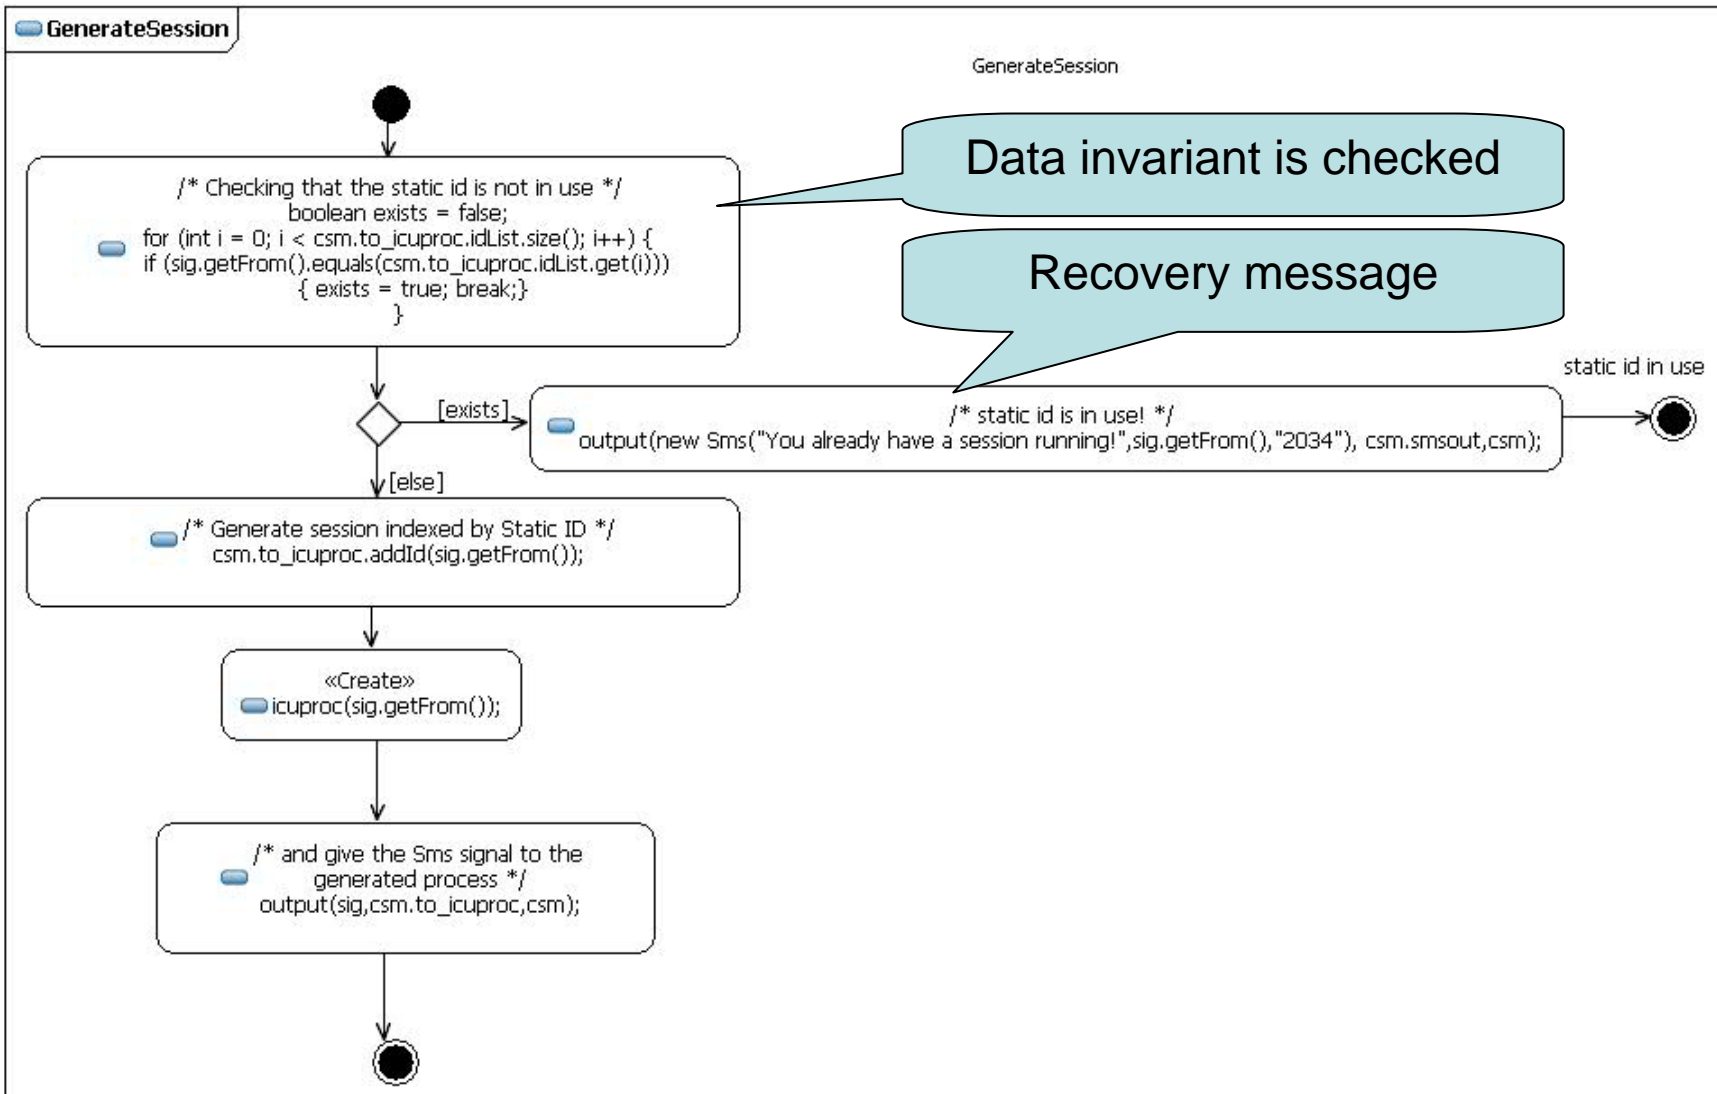 GenerateSession
GenerateSession
/* Checking that the static id is not in use */
boolean exists = false;
for (int i = 0; i < csm.to_icuproc.idList.size(); i++) {
if (sig.getFrom().equals(csm.to_icuproc.idList.get(i)))
{ exists = true; break;}
}
Data invariant is checked
Recovery message
static id in use
[exists]
/* static id is in use! */
output(new Sms("You already have a session running!",sig.getFrom(),"2034"), csm.smsout,csm);
[else]
/* Generate session indexed by Static ID */
csm.to_icuproc.addId(sig.getFrom());
«Create»
icuproc(sig.getFrom());
/* and give the Sms signal to the
generated process */
output(sig,csm.to_icuproc,csm);